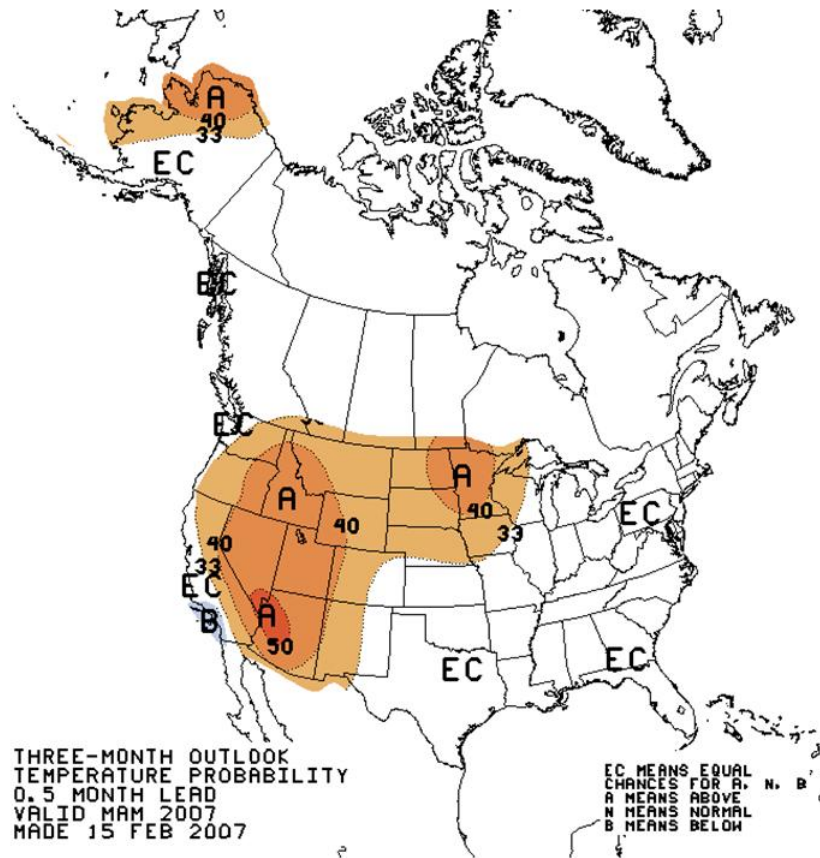 A
40
33
EC
EC
EC
A
A
40
40
EC
33
40
33
EC
B
A
50
EC
EC
THREE-MONTH OUTLOOK
TEMPERATURE PROBABILITY
0.5 MONTH LEAD
VALID MAM 2007
MADE 15 FEB 2007
EC MEANS EQUAL
CHANCES FOR A, N, B
A MEANS ABOVE
N MEANS NORMAL
B MEANS BELOW